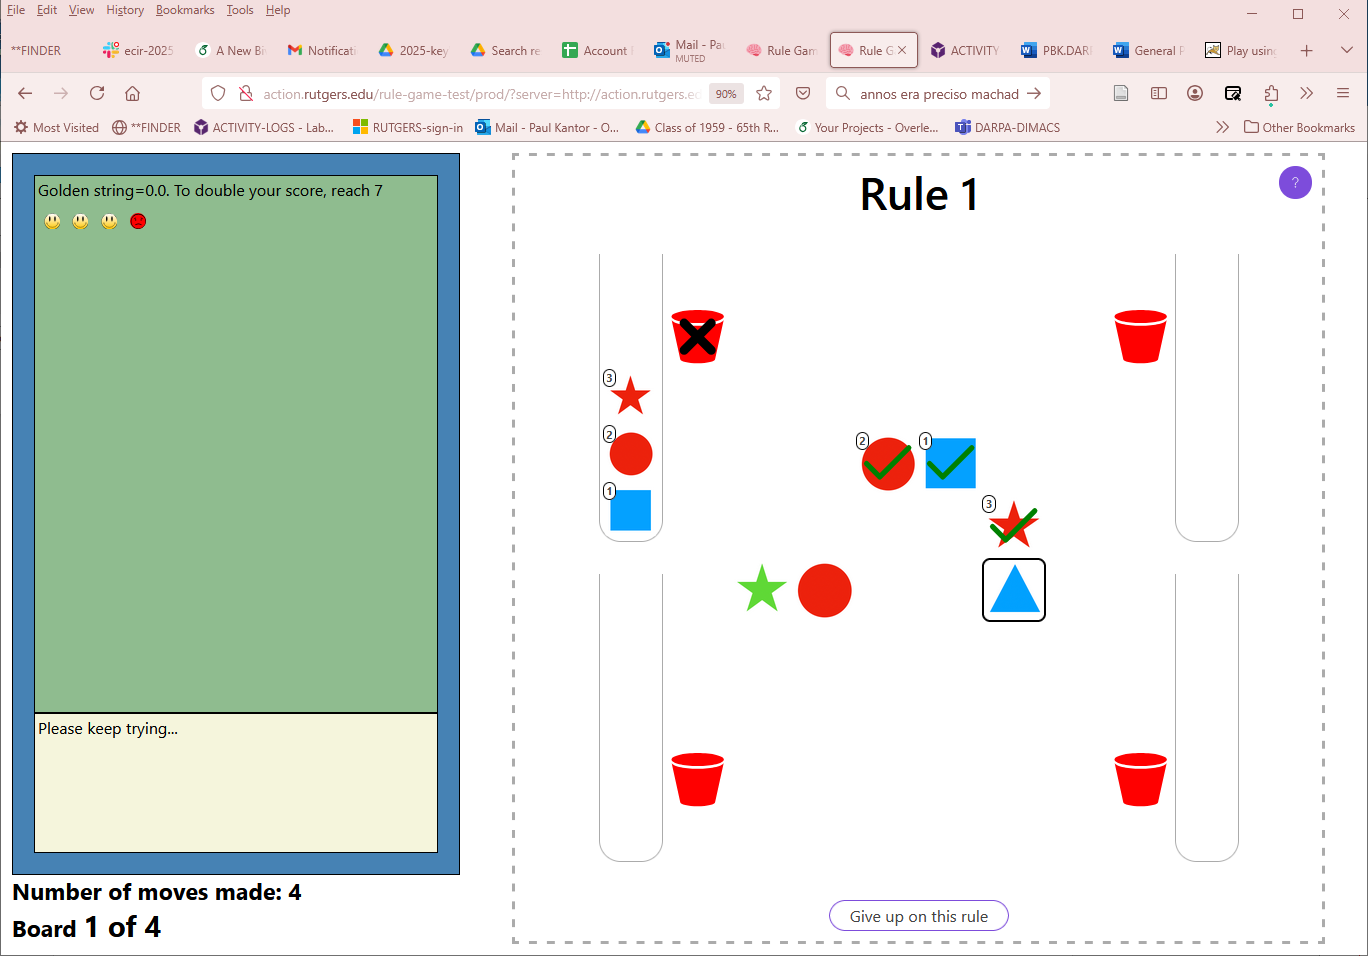 File Edit View History Bookmarks Tools Help
**FINDER
ecir-2025
A New B
Notificati
2025-key
Search re
Account
Mail - Pau
MUTED
Rule Gam
Rule G
ACTIVITY
PBK.DAR
General P
Play using
action.rutgers.edu/rule-game-test/prod/?server=http://action.rutgers.ec
90%
annos era preciso machad
Most Visited
**FINDER
ACTIVITY-LOGS - Lab...
RUTGERS-sign-in
Mail - Paul Kantor - O...
Class of 1959 - 65th R...
Your Projects - Overle...
DARPA-DIMACS
Other Bookmarks
Golden string=0.0. To double your score, reach 7
Please keep trying...
Number of moves made: 4
Board 1 of 4
Rule 1
?
3
2
1
2
1
3
Give up on this rule